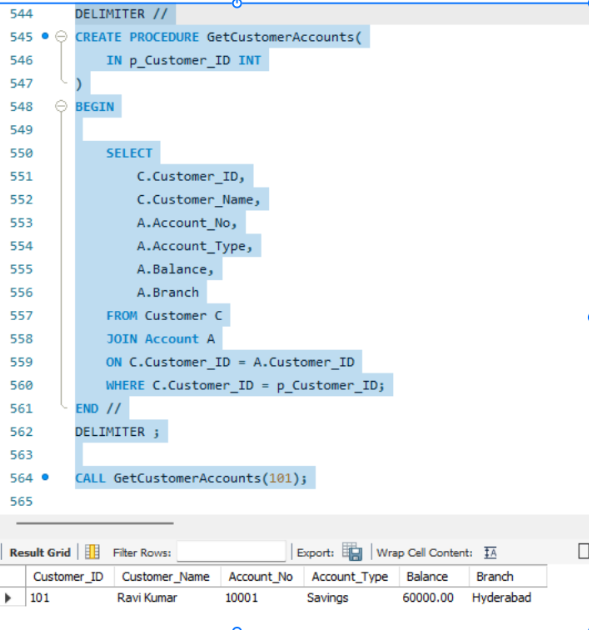 544 DELIMITER //
545 CREATE PROCEDURE GetCustomerAccounts(
546 IN p_Customer_ID INT
547 )
548 BEGIN
549
550 SELECT
551 C.Customer_ID,
552 C.Customer_Name,
553 A.Account_No,
554 A.Account_Type,
555 A.Balance,
556 A.Branch
557 FROM Customer C
558 JOIN Account A
559 ON C.Customer_ID = A.Customer_ID
560 WHERE C.Customer_ID = p_Customer_ID;
561 END //
562 DELIMITER ;
563
564 CALL GetCustomerAccounts(101);
565
Result Grid Filter Rows: Export: Wrap Cell Content: IA
Customer_ID Customer_Name Account_No Account_Type Balance Branch
101 Ravi Kumar 10001 Savings 60000.00 Hyderabad